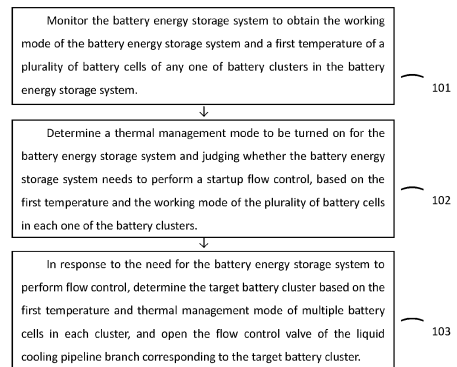 Monitor the battery energy storage system to obtain the working
mode of the battery energy storage system and a first temperature of a
plurality of battery cells of any one of battery clusters in the battery
energy storage system.
101
Determine a thermal management mode to be turned on for the
battery energy storage system and judging whether the battery energy
storage system needs to perform a startup flow control, based on the
first temperature and the working mode of the plurality of battery cells
in each one of the battery clusters.
102
In response to the need for the battery energy storage system to
perform flow control, determine the target battery cluster based on the
first temperature and thermal management mode of multiple battery
cells in each cluster, and open the flow control valve of the liquid
cooling pipeline branch corresponding to the target battery cluster.
103